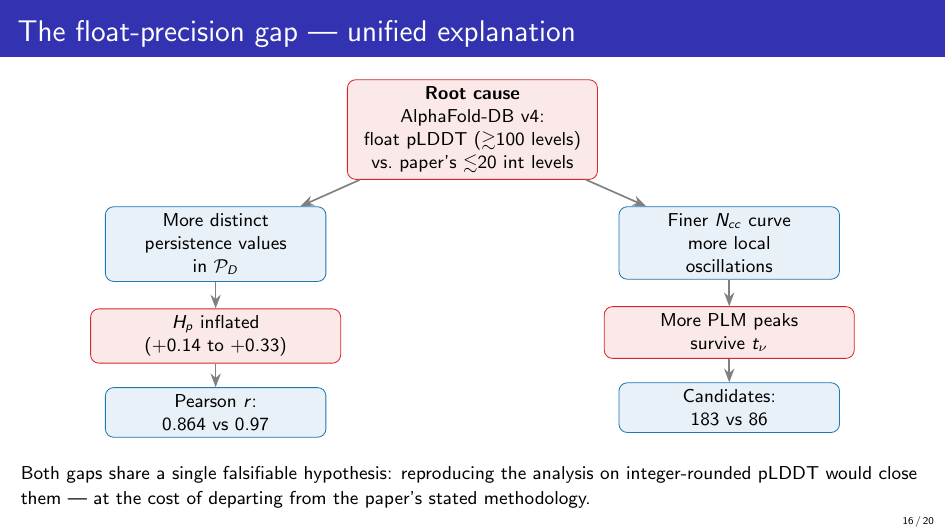 The float-precision gap — unified explanation
Root cause
AlphaFold-DB v4:
float pLDDT (≳100 levels)
vs. paper's ≲20 int levels
More distinct
persistence values
in 𝒫_D
H_p inflated
(+0.14 to +0.33)
Pearson r:
0.864 vs 0.97
Finer N_cc curve
more local
oscillations
More PLM peaks
survive t_ν
Candidates:
183 vs 86
Both gaps share a single falsifiable hypothesis: reproducing the analysis on integer-rounded pLDDT would close
them — at the cost of departing from the paper's stated methodology.
16 / 20